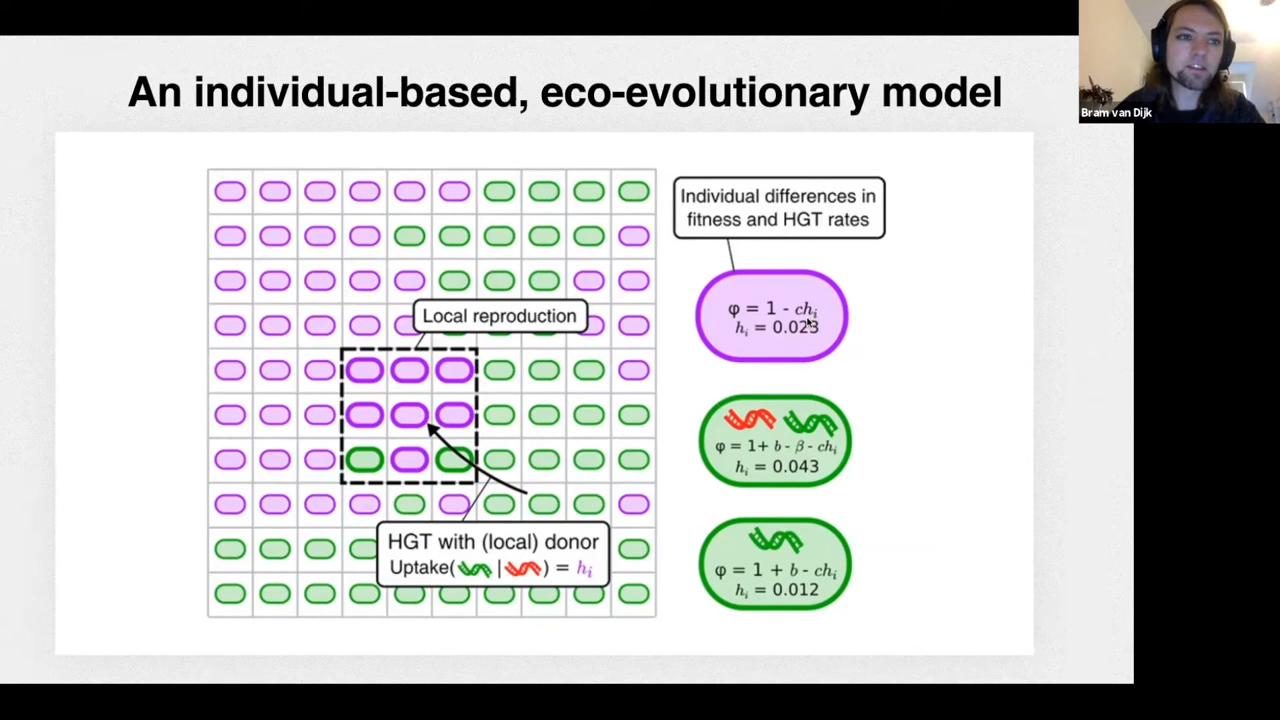 An individual-based, eco-evolutionary model
Bram van Dijk
Individual differences in
fitness and HGT rates
φ = 1 - chᵢ
hᵢ = 0.023
Local reproduction
φ = 1+ b - β - chᵢ
hᵢ = 0.043
HGT with (local) donor
Uptake( | ) = hᵢ
φ = 1 + b - chᵢ
hᵢ = 0.012